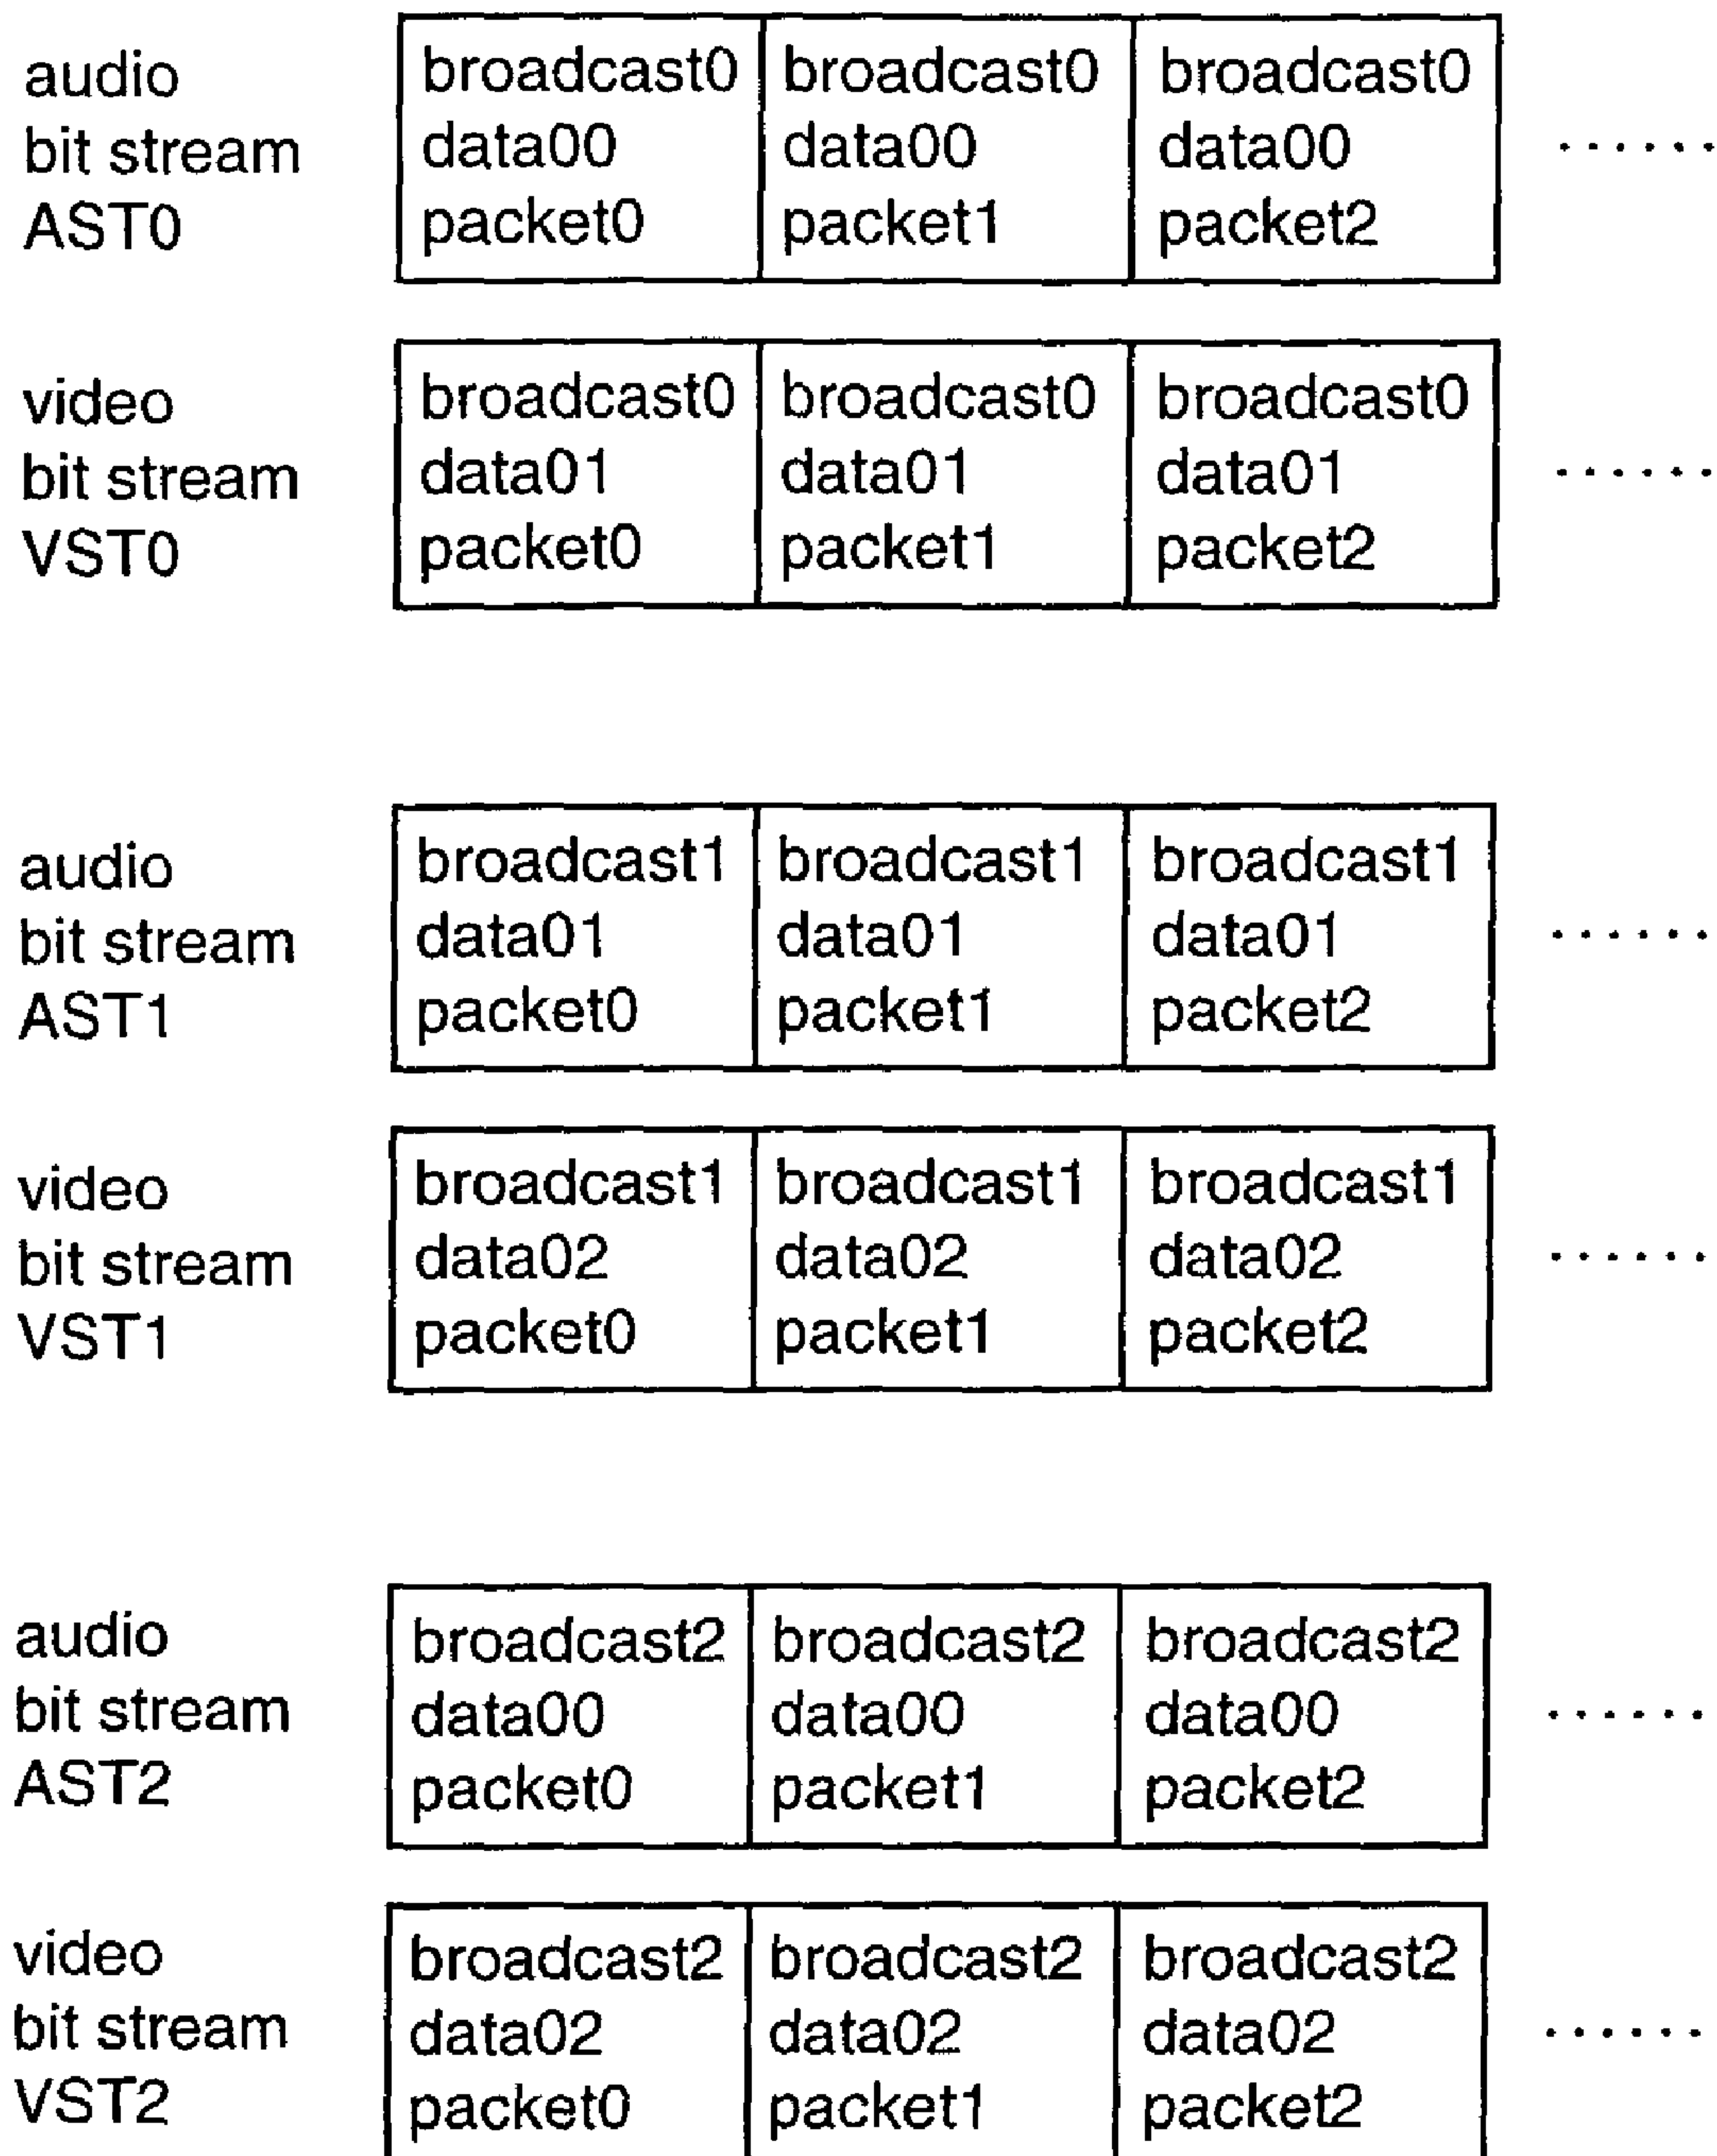 audio broadcast0 broadcast0 broadcast0
bit stream data00 data00 data00 ......
AST0 packet0 packet1 packet2
video broadcast0 broadcast0 broadcast0
bit stream data01 data01 data01 ......
VST0 packet0 packet1 packet2
audio broadcast1 broadcast1 broadcast1
bit stream data01 data01 data01 ......
AST1 packet0 packet1 packet2
video broadcast1 broadcast1 broadcast1
bit stream data02 data02 data02 ......
VST1 packet0 packet1 packet2
audio broadcast2 broadcast2 broadcast2
bit stream data00 data00 data00 ......
AST2 packet0 packet1 packet2
video broadcast2 broadcast2 broadcast2
bit stream data02 data02 data02 ......
VST2 packet0 packet1 packet2